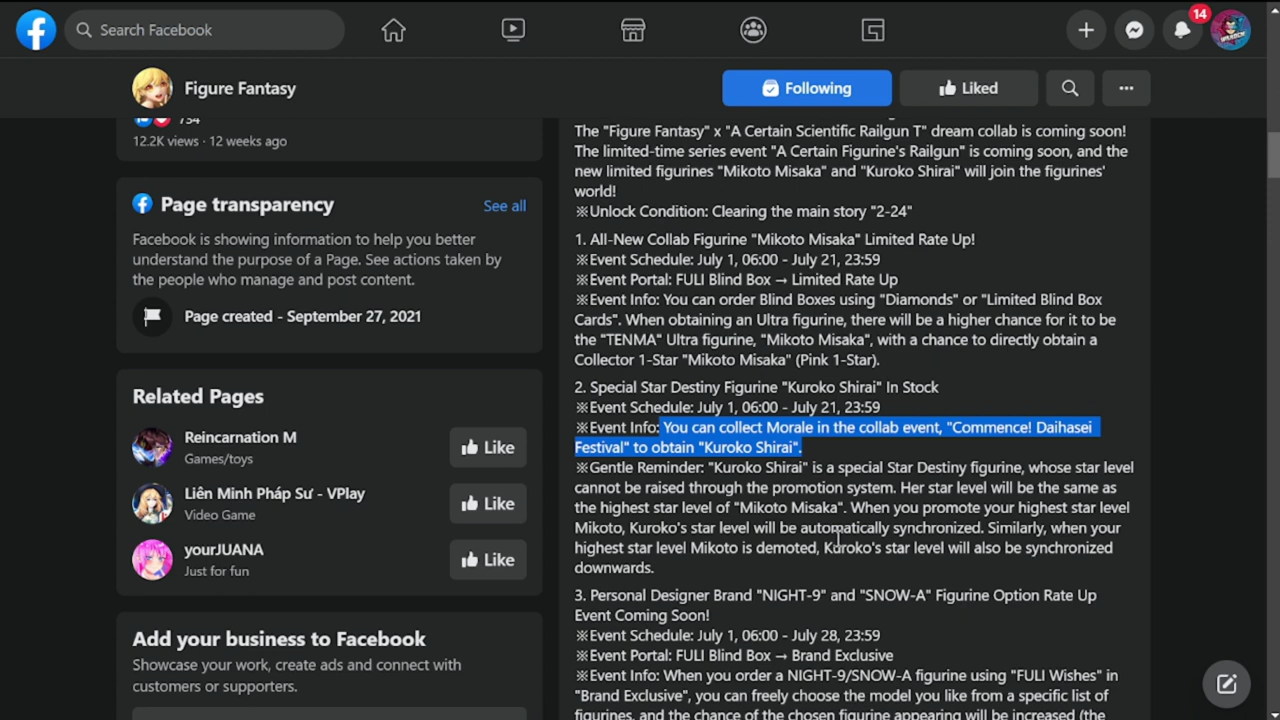 Search Facebook
14
Figure Fantasy
Following
Liked
754
12.2K views · 12 weeks ago
Page transparency
See all
Facebook is showing information to help you better
understand the purpose of a Page. See actions taken by
the people who manage and post content.
Page created - September 27, 2021
Related Pages
Reincarnation M
Games/toys
Like
Liên Minh Pháp Sư - VPlay
Video Game
Like
yourJUANA
Just for fun
Like
Add your business to Facebook
Showcase your work, create ads and connect with
customers or supporters.
The "Figure Fantasy" x "A Certain Scientific Railgun T" dream collab is coming soon!
The limited-time series event "A Certain Figurine's Railgun" is coming soon, and the
new limited figurines "Mikoto Misaka" and "Kuroko Shirai" will join the figurines'
world!
※Unlock Condition: Clearing the main story "2-24"
1. All-New Collab Figurine "Mikoto Misaka" Limited Rate Up!
※Event Schedule: July 1, 06:00 - July 21, 23:59
※Event Portal: FULI Blind Box → Limited Rate Up
※Event Info: You can order Blind Boxes using "Diamonds" or "Limited Blind Box
Cards". When obtaining an Ultra figurine, there will be a higher chance for it to be
the "TENMA" Ultra figurine, "Mikoto Misaka", with a chance to directly obtain a
Collector 1-Star "Mikoto Misaka" (Pink 1-Star).
2. Special Star Destiny Figurine "Kuroko Shirai" In Stock
※Event Schedule: July 1, 06:00 - July 21, 23:59
※Event Info: You can collect Morale in the collab event, "Commence! Daihasei
Festival" to obtain "Kuroko Shirai".
※Gentle Reminder: "Kuroko Shirai" is a special Star Destiny figurine, whose star level
cannot be raised through the promotion system. Her star level will be the same as
the highest star level of "Mikoto Misaka". When you promote your highest star level
Mikoto, Kuroko's star level will be automatically synchronized. Similarly, when your
highest star level Mikoto is demoted, Kuroko's star level will also be synchronized
downwards.
3. Personal Designer Brand "NIGHT-9" and "SNOW-A" Figurine Option Rate Up
Event Coming Soon!
※Event Schedule: July 1, 06:00 - July 28, 23:59
※Event Portal: FULI Blind Box → Brand Exclusive
※Event Info: When you order a NIGHT-9/SNOW-A figurine using "FULI Wishes" in
"Brand Exclusive", you can freely choose the model you like from a specific list of
figurines, and the chance of the chosen figurine appearing will be increased (the